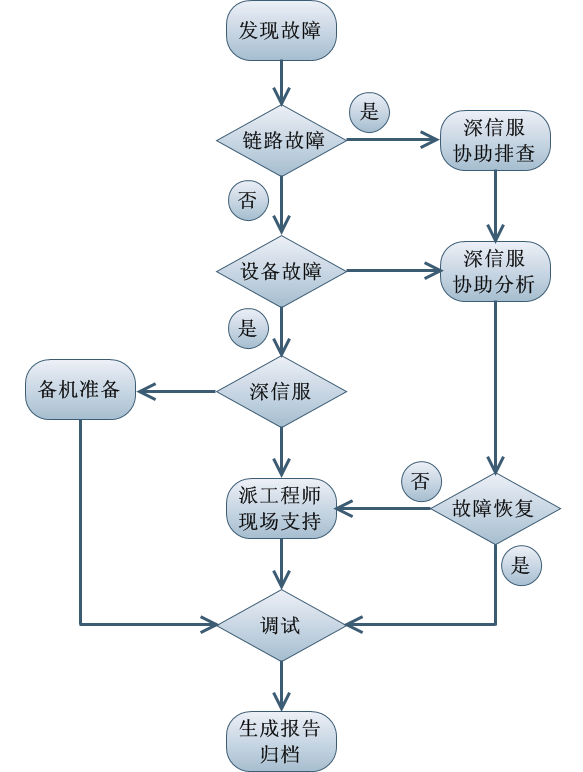 发现故障
是
链路故障
深信服
协助排查
否
设备故障
深信服
协助分析
是
备机准备
深信服
派工程师
现场支持
否
故障恢复
是
调试
生成报告
归档